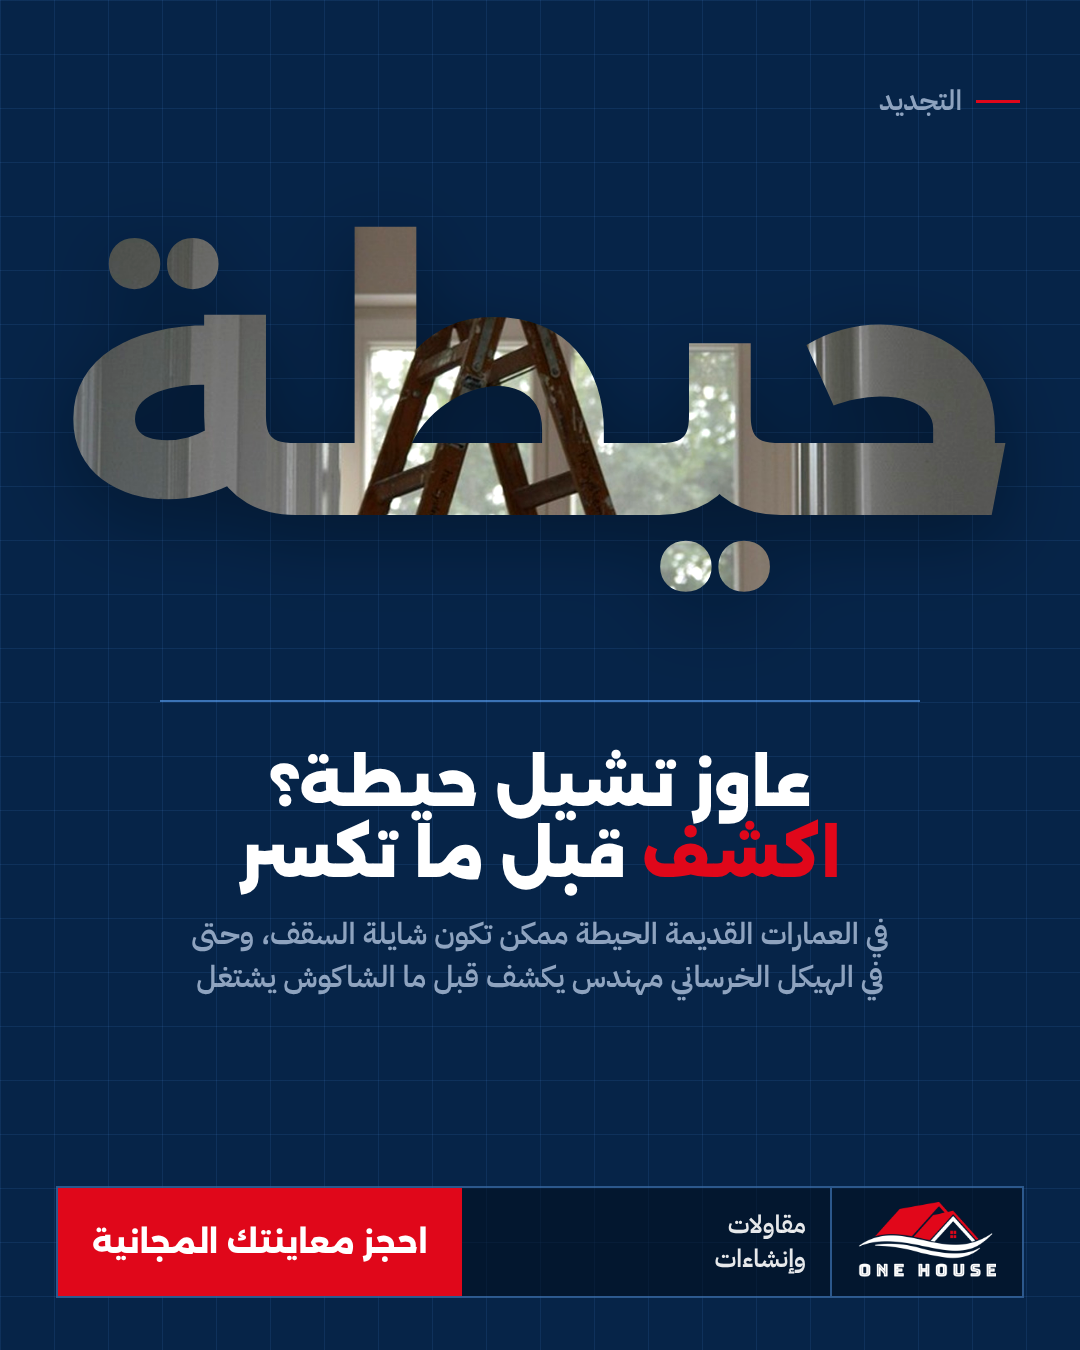 التجديد
حيطة
عاوز تشيل حيطة؟
اكشف قبل ما تكسر
في العمارات القديمة الحيطة ممكن تكون شايلة السقف، وحتى
في الهيكل الخرساني مهندس يكشف قبل ما الشاكوش يشتغل
ONE HOUSE
مقاولات
وإنشاءات
احجز معاينتك المجانية